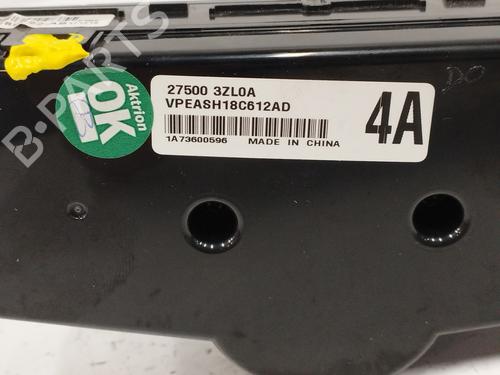 Aktrion
OK
27500 3ZL0A
VPEASH18C612AD
4A
1A73600596 MADE IN CHINA
DO
B-PARTS